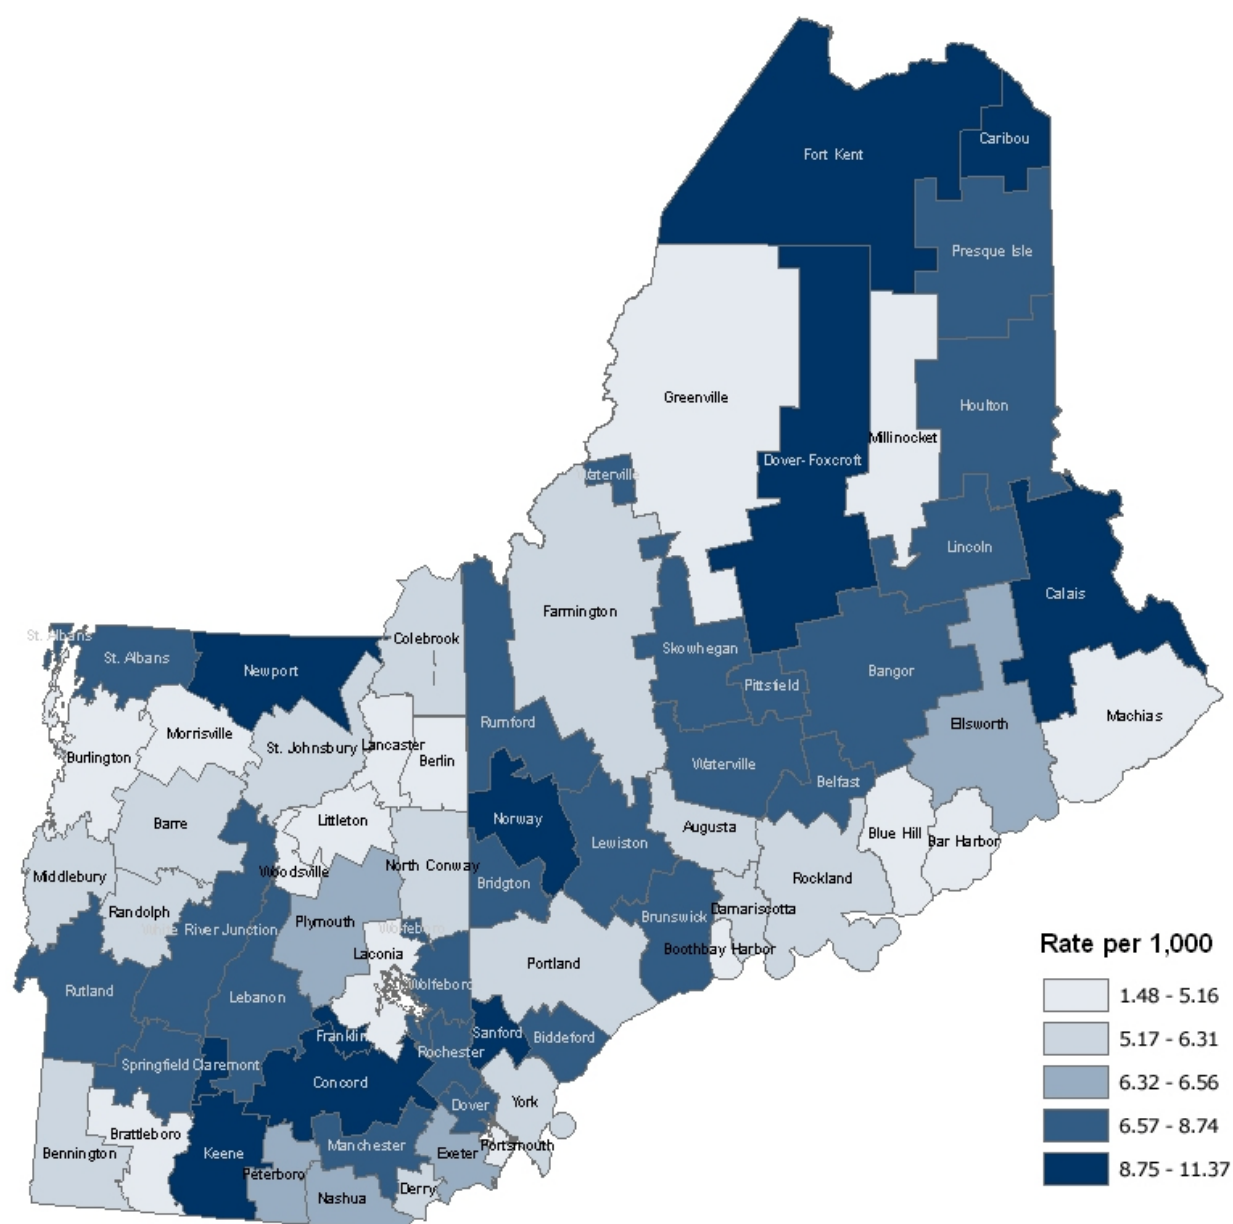 Caribou
Fort Kent
Presque Isle
Greenville
Houlton
Millinocket
Dover-Foxcroft
Waterville
Lincoln
Calais
Farmington
Colebrook
St. Albans
Skowhegan
St. Albans
Newport
Bangor
Pittsfield
Machias
Rumford
Ellsworth
Morrisville
St. Johnsbury
Lancaster
Burlington
Berlin
Waterville
Belfast
Norway
Littleton
Barre
Augusta
Blue Hill
Bar Harbor
Lewiston
North Conway
Woodsville
Middlebury
Rockland
Bridgton
Randolph
Damariscotta
Brunswick
Plymouth
White River Junction
Wolfeboro
Boothbay Harbor
Laconia
Portland
Rutland
Wolfeboro
Lebanon
Franklin
Sanford
Biddeford
Rochester
Springfield
Claremont
Concord
York
Dover
Brattleboro
Manchester
Portsmouth
Bennington
Keene
Exeter
Peterboro
Derry
Nashua
Rate per 1,000
1.48 - 5.16
5.17 - 6.31
6.32 - 6.56
6.57 - 8.74
8.75 - 11.37